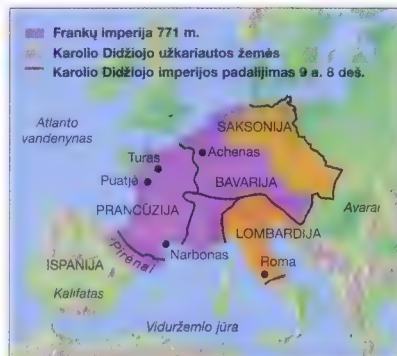 Frankų imperija 771 m.
Karolio Didžiojo užkariautos žemės
Karolio Didžiojo imperijos padalijimas 9 a. 8 deš.
SAKSONIJA
Atlanto
vandenynas
Turas
Achenas
Puatjė
BAVARIJA
PRANCŪZIJA
Avarai
LOMBARDIJA
Pirėnai
Narbonas
ISPANIJA
Roma
Kalifatas
Viduržemio jūra